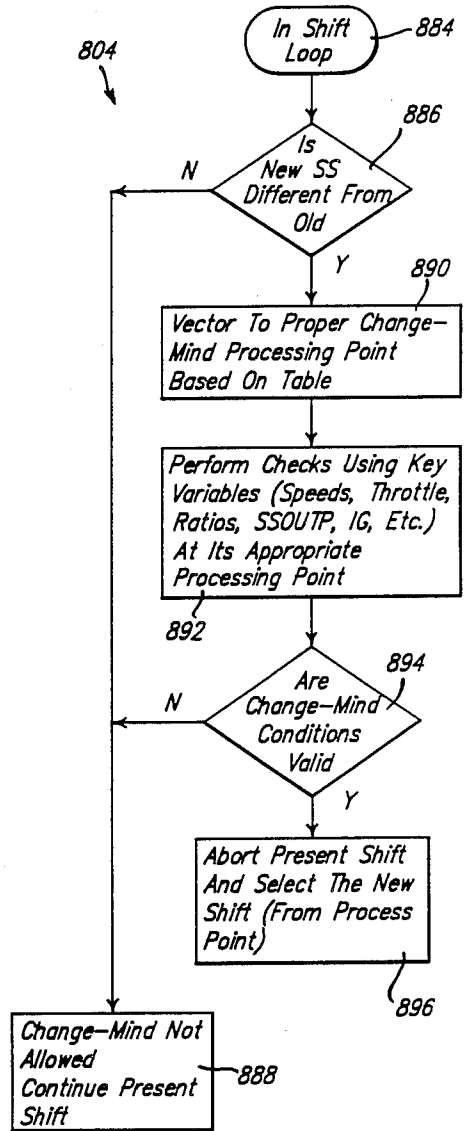 In Shift
Loop
884
804
886
Is
New SS
Different From
Old
N
Y
890
Vector To Proper Change-
Mind Processing Point
Based On Table
Perform Checks Using Key
Variables (Speeds, Throttle,
Ratios, SSOUTP, IG, Etc.)
At Its Appropriate
Processing Point
892
894
Are
Change-Mind
Conditions
Valid
N
Y
Abort Present Shift
And Select The New
Shift (From Process
Point)
896
Change-Mind Not
Allowed
Continue Present
Shift
888